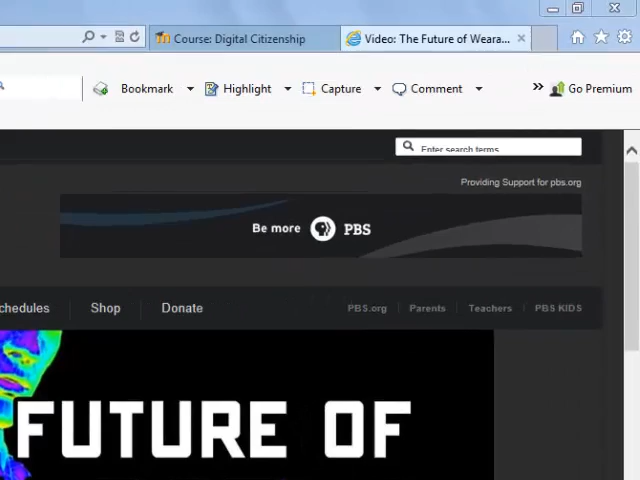 Course: Digital Citizenship
Video: The Future of Weara...
Bookmark Highlight Capture Comment Go Premium
Enter search terms
Providing Support for pbs.org
Be more PBS
chedules Shop Donate PBS.org Parents Teachers PBS KIDS
FUTURE OF